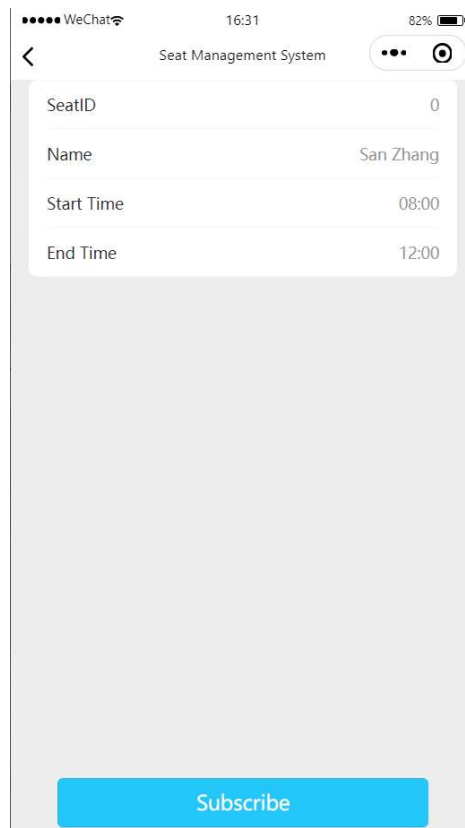 WeChat 16:31 82%
Seat Management System
SeatID 0
Name San Zhang
Start Time 08:00
End Time 12:00
Subscribe